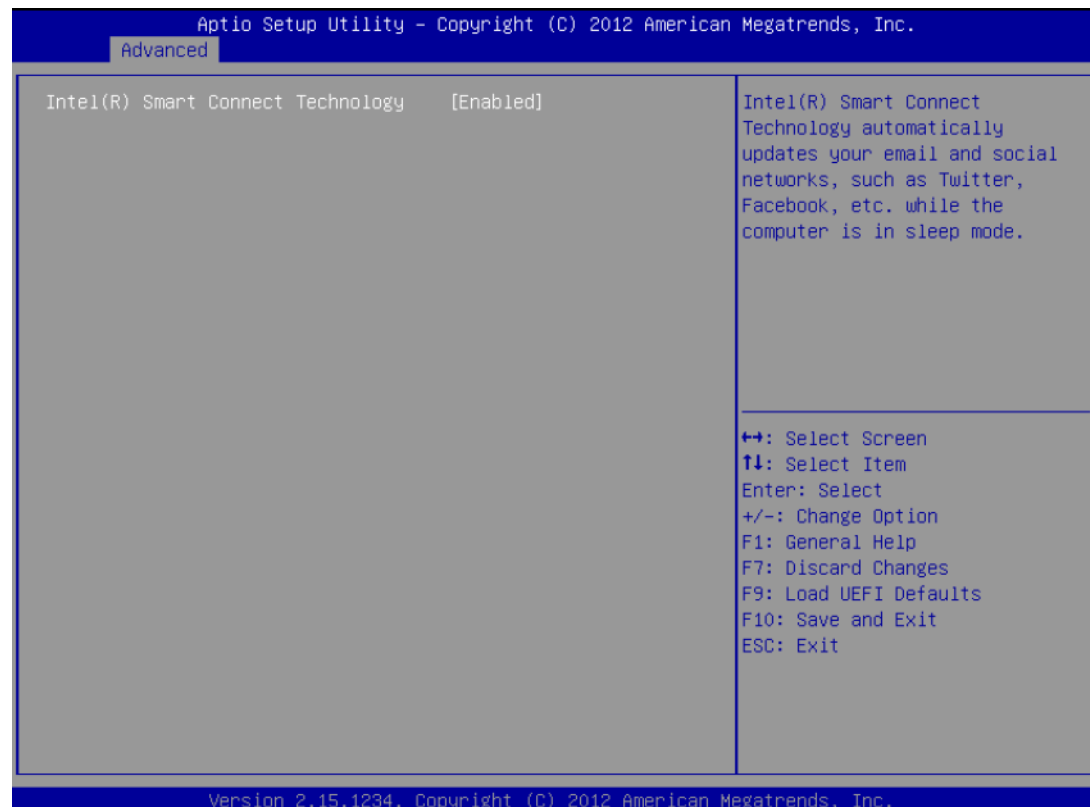 Aptio Setup Utility – Copyright (C) 2012 American Megatrends, Inc.
Advanced
Intel(R) Smart Connect Technology [Enabled]
Intel(R) Smart Connect
Technology automatically
updates your email and social
networks, such as Twitter,
Facebook, etc. while the
computer is in sleep mode.
↔: Select Screen
↑↓: Select Item
Enter: Select
+/-: Change Option
F1: General Help
F7: Discard Changes
F9: Load UEFI Defaults
F10: Save and Exit
ESC: Exit
Version 2.15.1234. Copyright (C) 2012 American Megatrends, Inc.